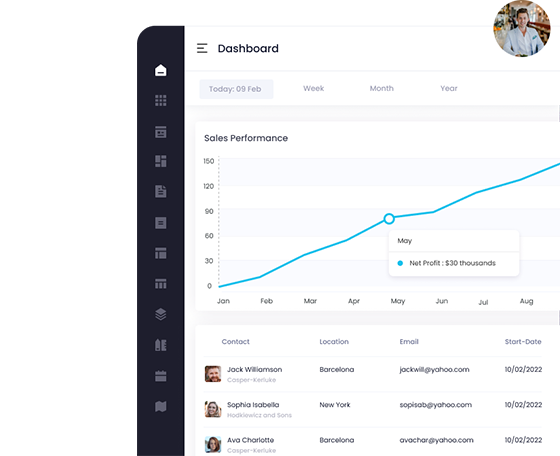 Dashboard
Today: 09 Feb Week Month Year
Sales Performance
150
120
90
60
30
0
May
Net Profit : $30 thousands
Jan Feb Mar Apr May Jun Jul Aug
Contact Location Email Start-Date
Jack Williamson Barcelona jackwill@yahoo.com 10/02/2022
Casper-Kerluke
Sophia Isabella New York sopisab@yahoo.com 10/02/2022
Hodkiewicz and Sons
Ava Charlotte Barcelona avachar@yahoo.com 10/02/2022
Casper-Kerluke